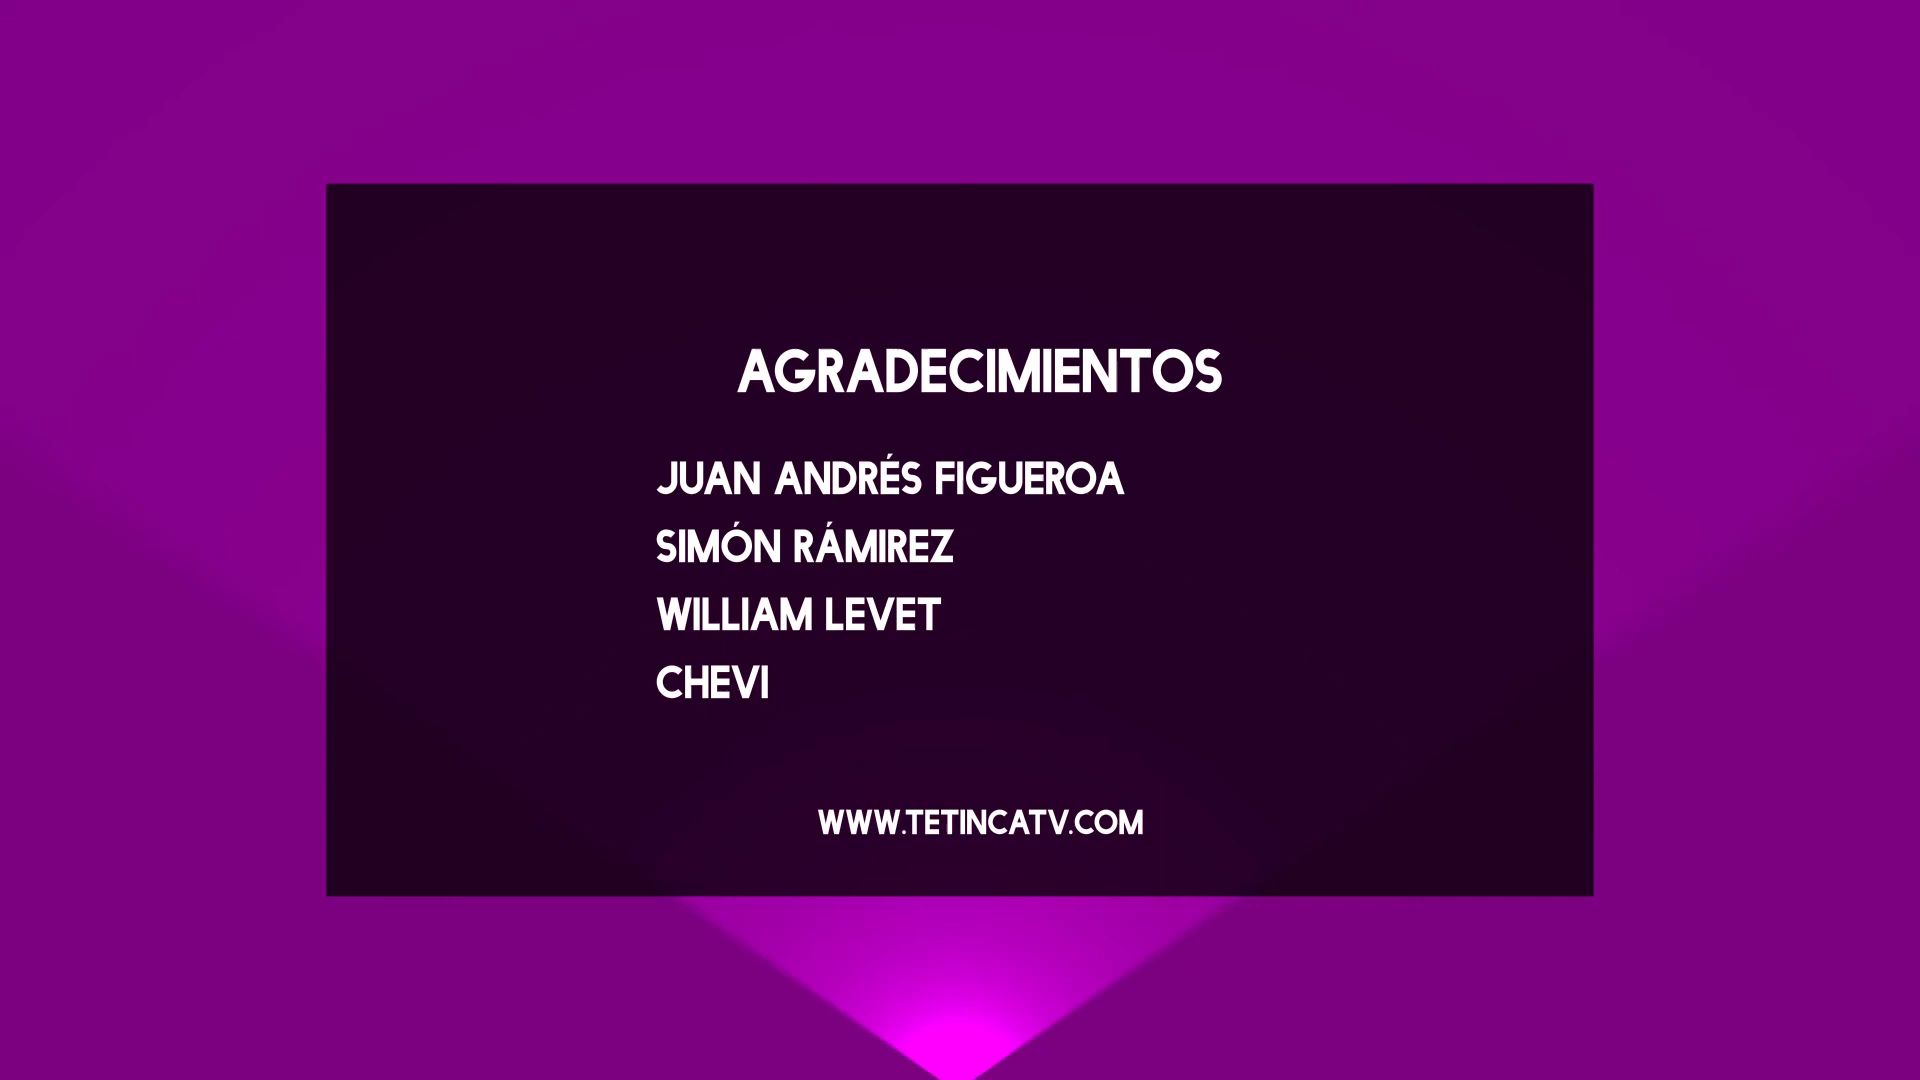 AGRADECIMIENTOS
JUAN ANDRÉS FIGUEROA
SIMÓN RÁMIREZ
WILLIAM LEVET
CHEVI
WWW.TETINCATV.COM